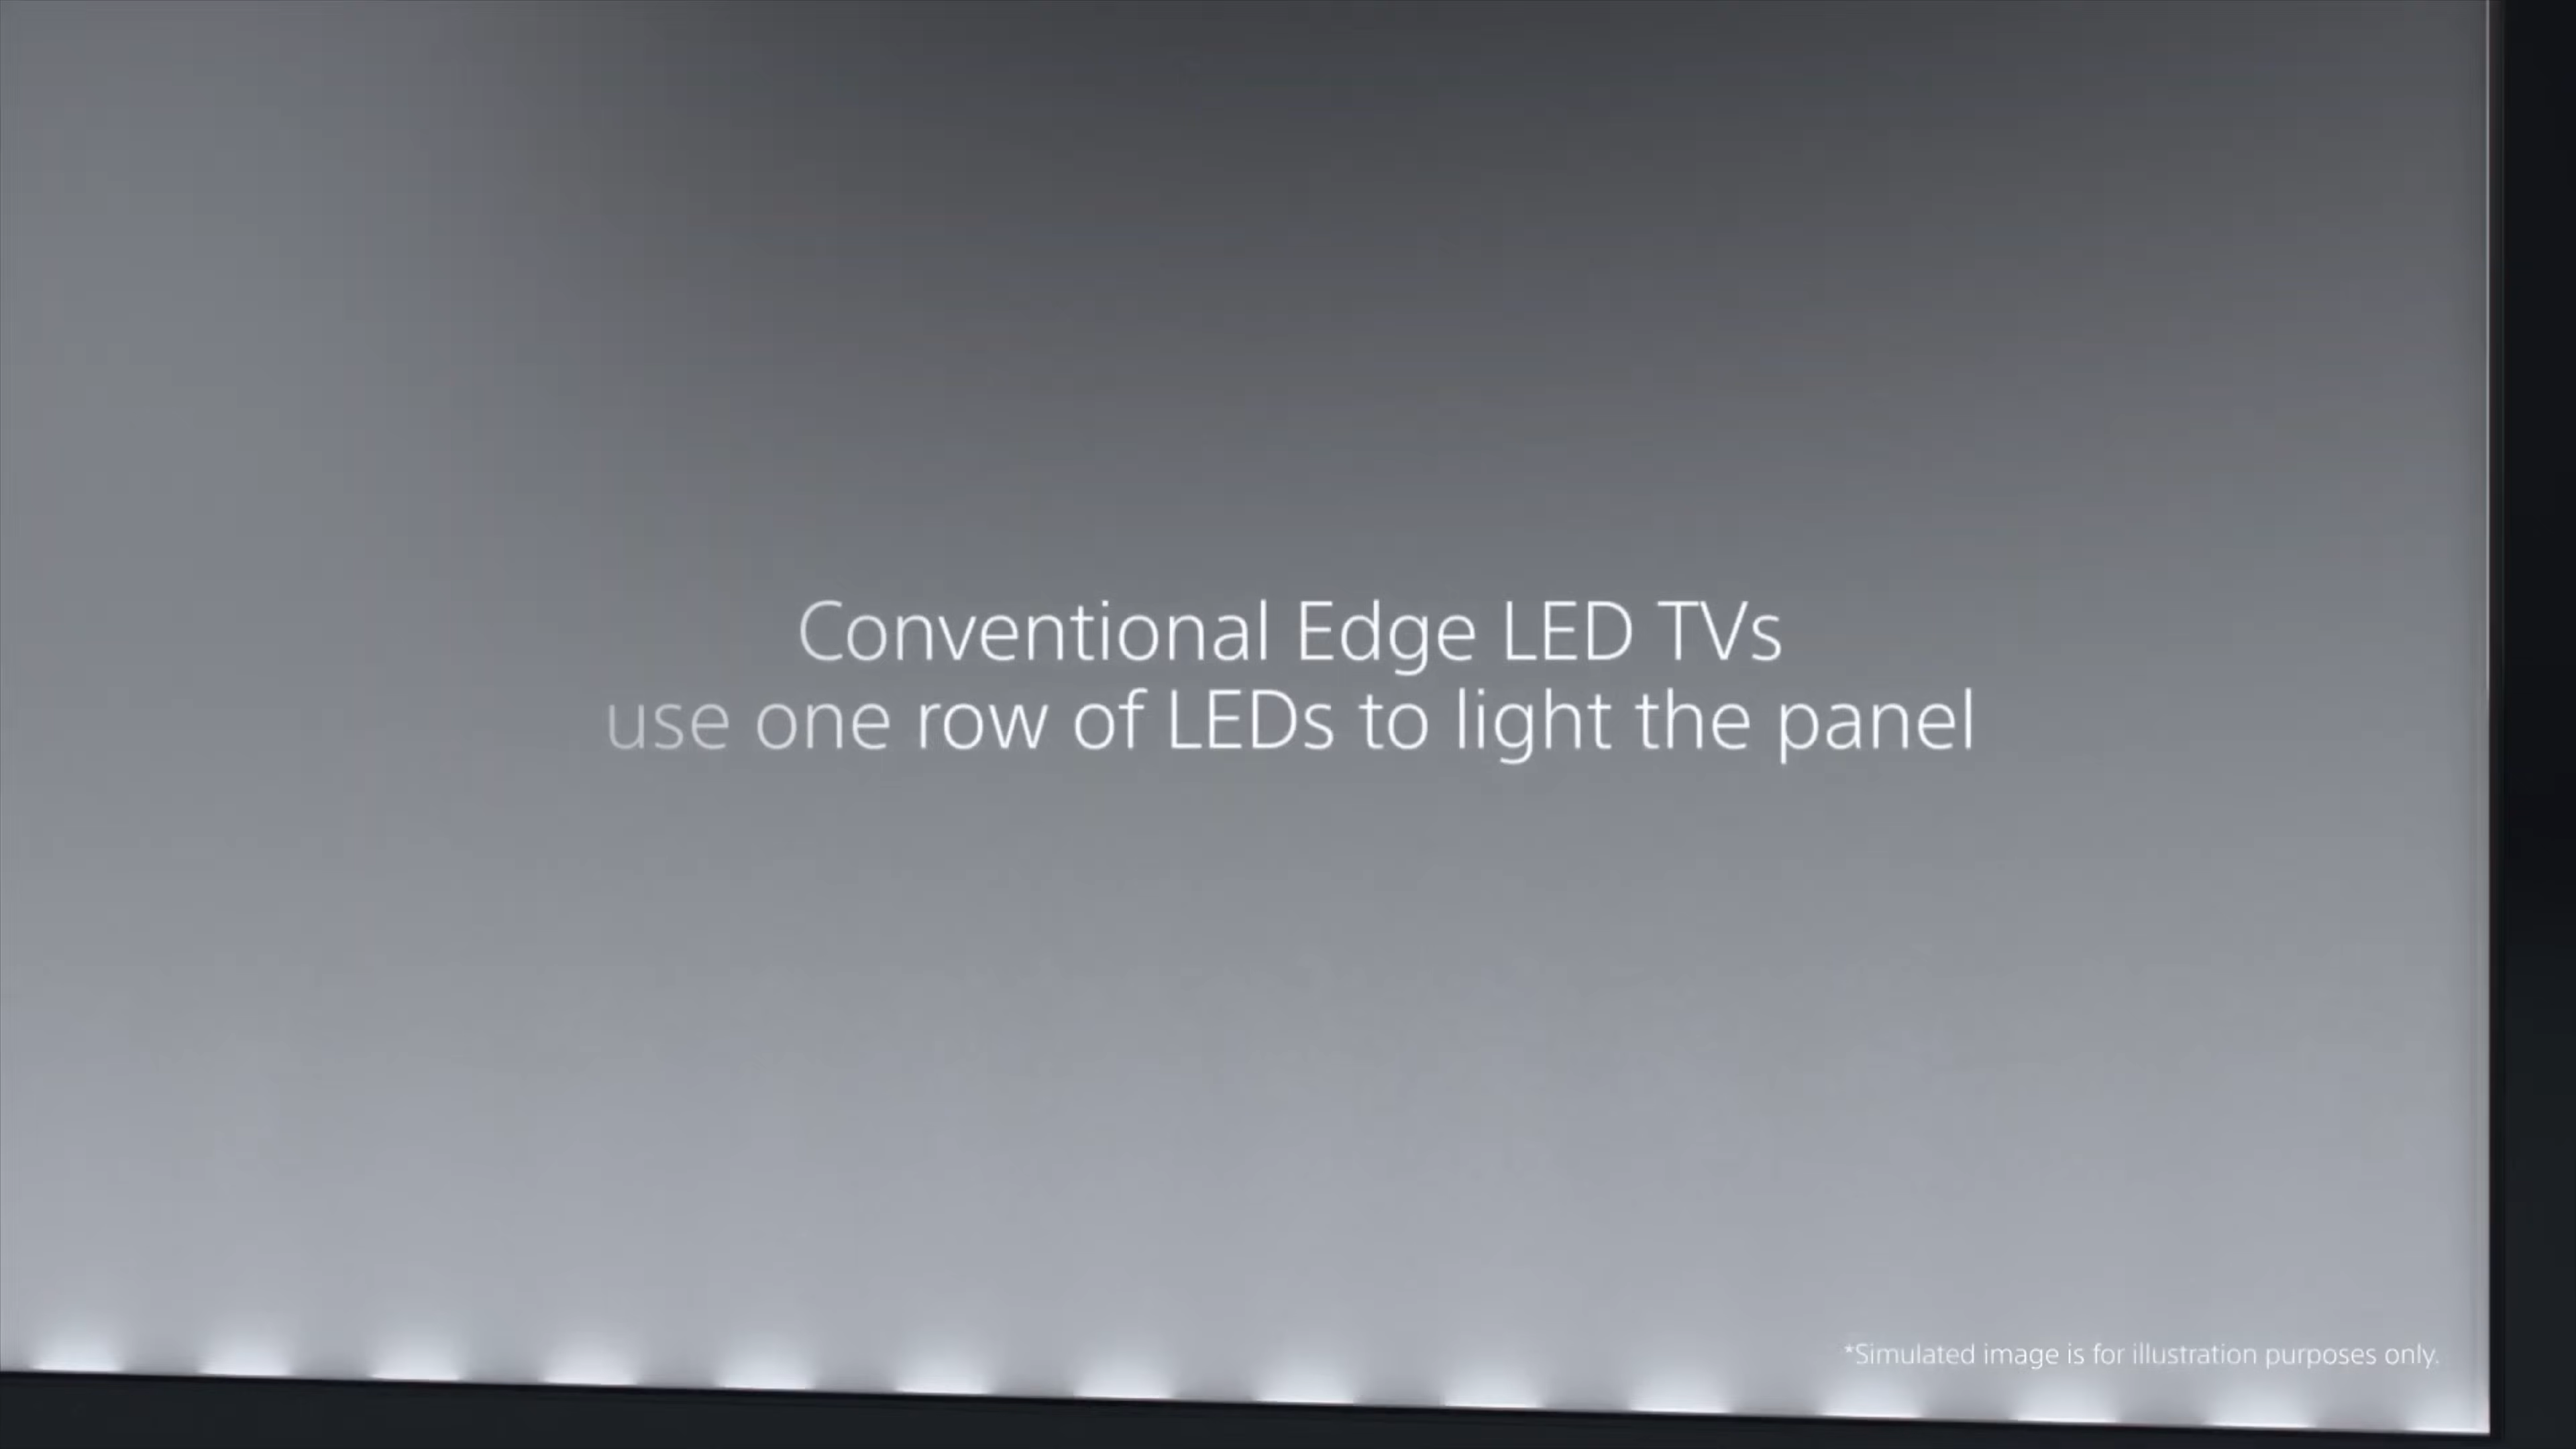 Conventional Edge LED TVs
use one row of LEDs to light the panel
*Simulated image is for illustration purposes only.